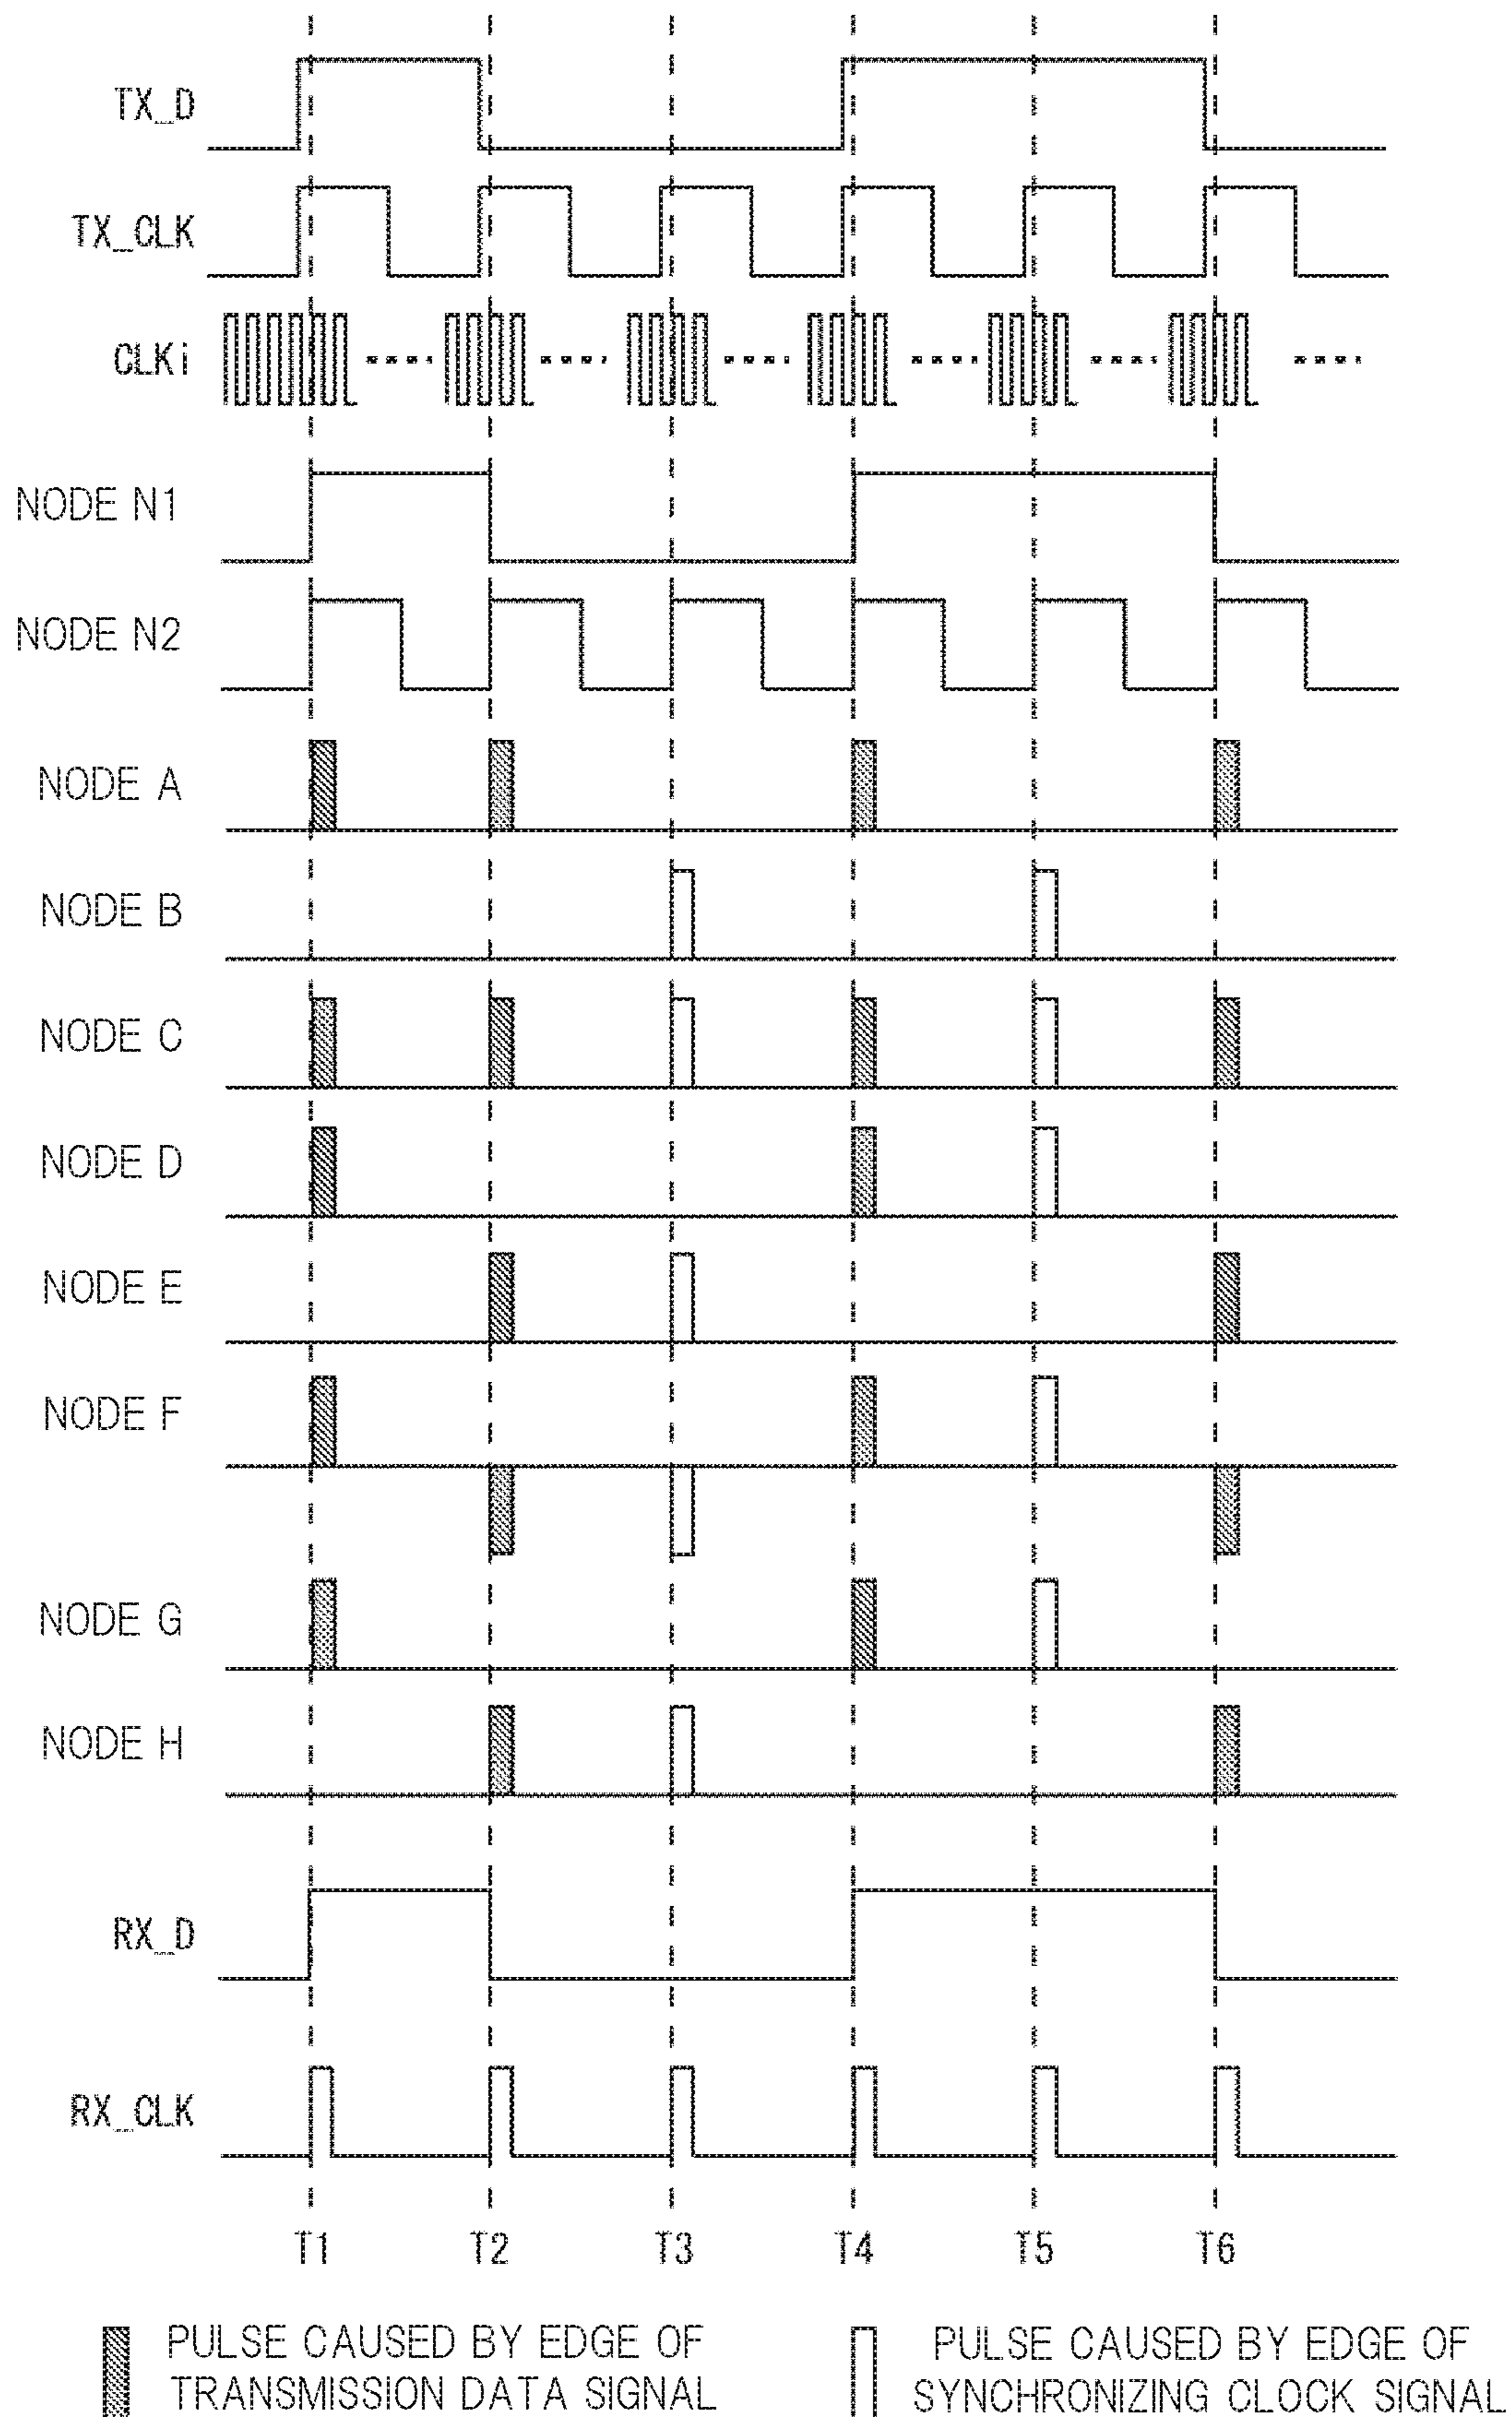 TX_D
TX_CLK
CLKi
NODE N1
NODE N2
NODE A
NODE B
NODE C
NODE D
NODE E
NODE F
NODE G
NODE H
RX_D
RX_CLK
T1 T2 T3 T4 T5 T6
PULSE CAUSED BY EDGE OF
TRANSMISSION DATA SIGNAL
PULSE CAUSED BY EDGE OF
SYNCHRONIZING CLOCK SIGNAL